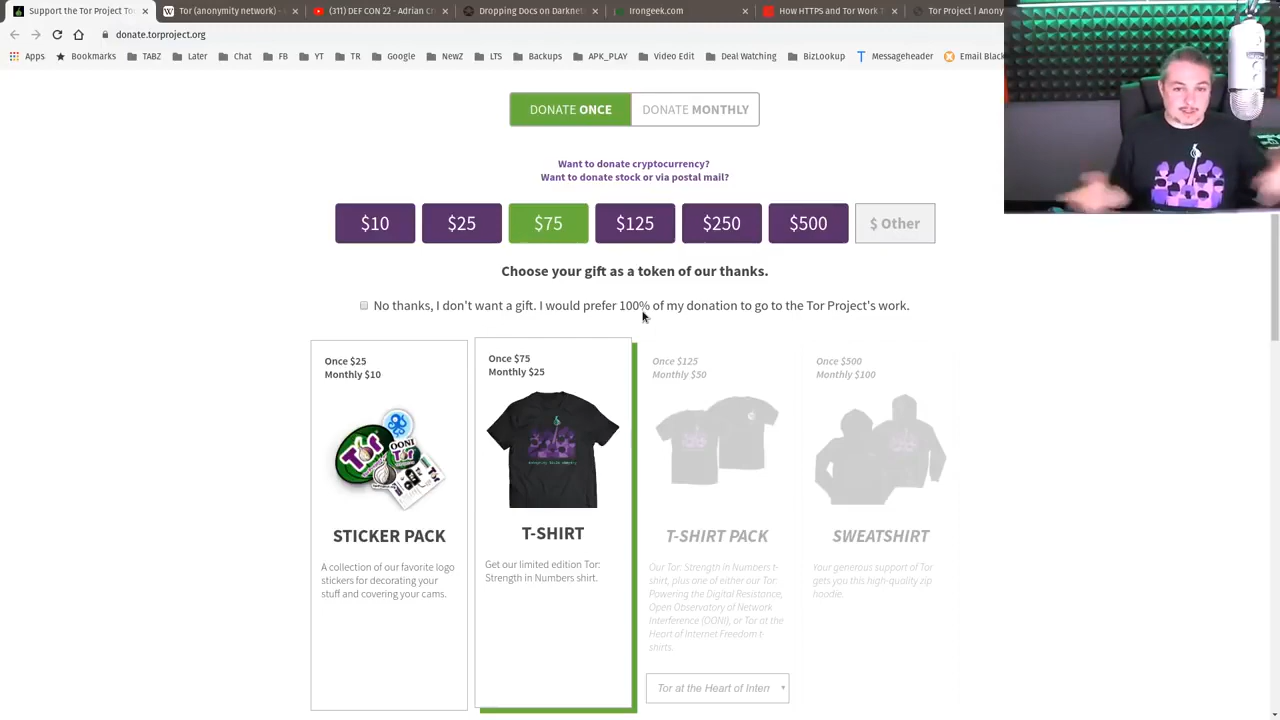 Support the Tor Project Tod
Tor (anonymity network) -
(311) DEF CON 22 - Adrian C
Dropping Docs on Darknet
Irongeek.com
How HTTPS and Tor Work T
Tor Project | Anony
donate.torproject.org
Apps Bookmarks TABZ Later Chat FB YT TR Google NewZ LTS Backups APK_PLAY Video Edit Deal Watching BizLookup Messageheader Email Black
DONATE ONCE DONATE MONTHLY
Want to donate cryptocurrency?
Want to donate stock or via postal mail?
$10 $25 $75 $125 $250 $500 $ Other
Choose your gift as a token of our thanks.
No thanks, I don't want a gift. I would prefer 100% of my donation to go to the Tor Project's work.
Once $25
Monthly $10
Tor
OONI
Tor
STICKER PACK
A collection of our favorite logo
stickers for decorating your
stuff and covering your cams.
Once $75
Monthly $25
T-SHIRT
Get our limited edition Tor:
Strength in Numbers shirt.
Once $125
Monthly $50
T-SHIRT PACK
Our Tor: Strength in Numbers t-
shirt, plus one of either our Tor:
Powering the Digital Resistance,
Open Observatory of Network
Interference (OONI), or Tor at the
Heart of Internet Freedom t-
shirts.
Tor at the Heart of Inten
Once $500
Monthly $100
SWEATSHIRT
Your generous support of Tor
gets you this high-quality zip
hoodie.